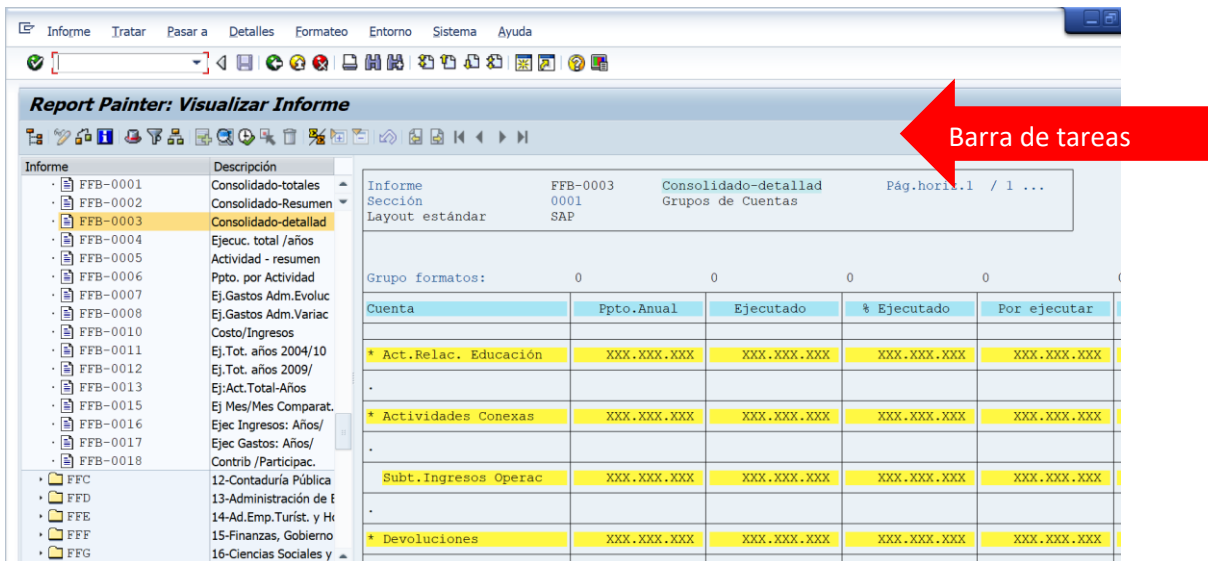 Informe Tratar Pasar a Detalles Formateo Entorno Sistema Ayuda
Report Painter: Visualizar Informe
Barra de tareas
Informe Descripción
FFB-0001 Consolidado-totales
FFB-0002 Consolidado-Resumen
FFB-0003 Consolidado-detallad
FFB-0004 Ejecuc. total /años
FFB-0005 Actividad - resumen
FFB-0006 Ppto. por Actividad
FFB-0007 Ej.Gastos Adm.Evoluc
FFB-0008 Ej.Gastos Adm.Variac
FFB-0010 Costo/Ingresos
FFB-0011 Ej.Tot. años 2004/10
FFB-0012 Ej.Tot. años 2009/
FFB-0013 Ej:Act.Total-Años
FFB-0015 Ej Mes/Mes Comparat.
FFB-0016 Ejec Ingresos: Años/
FFB-0017 Ejec Gastos: Años/
FFB-0018 Contrib /Participac.
FFC 12-Contaduría Pública
FFD 13-Administración de E
FFE 14-Ad.Emp.Turíst. y Ho
FFF 15-Finanzas, Gobierno
FFG 16-Ciencias Sociales y
Informe FFB-0003 Consolidado-detallad Pág.horiz.1 / 1 ...
Sección 0001 Grupos de Cuentas
Layout estándar SAP
Grupo formatos: 0 0 0 0
Cuenta Ppto.Anual Ejecutado % Ejecutado Por ejecutar
* Act.Relac. Educación XXX.XXX.XXX XXX.XXX.XXX XXX.XXX.XXX XXX.XXX.XXX
.
* Actividades Conexas XXX.XXX.XXX XXX.XXX.XXX XXX.XXX.XXX XXX.XXX.XXX
.
Subt.Ingresos Operac XXX.XXX.XXX XXX.XXX.XXX XXX.XXX.XXX XXX.XXX.XXX
.
* Devoluciones XXX.XXX.XXX XXX.XXX.XXX XXX.XXX.XXX XXX.XXX.XXX